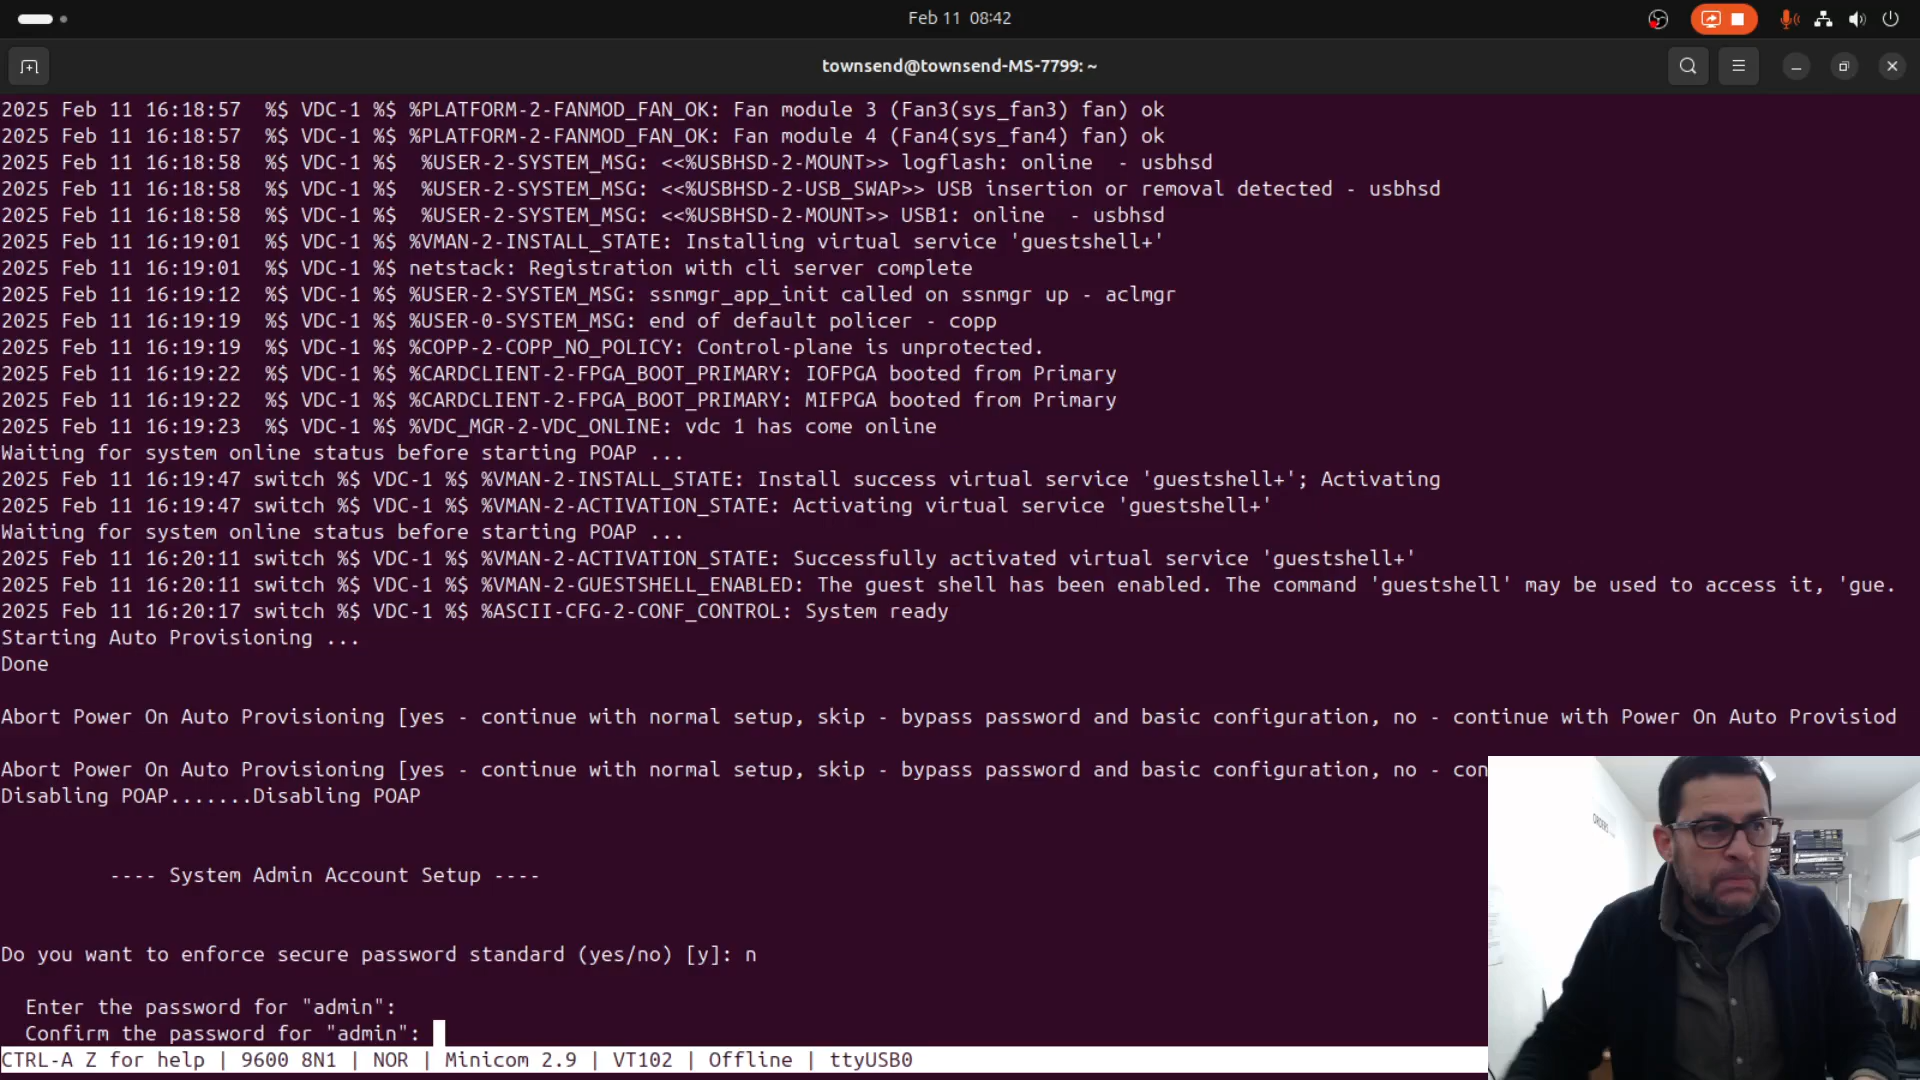 Feb 11  08:42
townsend@townsend-MS-7799: ~
2025 Feb 11 16:18:57  %$ VDC-1 %$ %PLATFORM-2-FANMOD_FAN_OK: Fan module 3 (Fan3(sys_fan3) fan) ok
2025 Feb 11 16:18:57  %$ VDC-1 %$ %PLATFORM-2-FANMOD_FAN_OK: Fan module 4 (Fan4(sys_fan4) fan) ok
2025 Feb 11 16:18:58  %$ VDC-1 %$  %USER-2-SYSTEM_MSG: <<%USBHSD-2-MOUNT>> logflash: online  - usbhsd
2025 Feb 11 16:18:58  %$ VDC-1 %$  %USER-2-SYSTEM_MSG: <<%USBHSD-2-USB_SWAP>> USB insertion or removal detected - usbhsd
2025 Feb 11 16:18:58  %$ VDC-1 %$  %USER-2-SYSTEM_MSG: <<%USBHSD-2-MOUNT>> USB1: online  - usbhsd
2025 Feb 11 16:19:01  %$ VDC-1 %$ %VMAN-2-INSTALL_STATE: Installing virtual service 'guestshell+'
2025 Feb 11 16:19:01  %$ VDC-1 %$ netstack: Registration with cli server complete
2025 Feb 11 16:19:12  %$ VDC-1 %$ %USER-2-SYSTEM_MSG: ssnmgr_app_init called on ssnmgr up - aclmgr
2025 Feb 11 16:19:19  %$ VDC-1 %$ %USER-0-SYSTEM_MSG: end of default policer - copp
2025 Feb 11 16:19:19  %$ VDC-1 %$ %COPP-2-COPP_NO_POLICY: Control-plane is unprotected.
2025 Feb 11 16:19:22  %$ VDC-1 %$ %CARDCLIENT-2-FPGA_BOOT_PRIMARY: IOFPGA booted from Primary
2025 Feb 11 16:19:22  %$ VDC-1 %$ %CARDCLIENT-2-FPGA_BOOT_PRIMARY: MIFPGA booted from Primary
2025 Feb 11 16:19:23  %$ VDC-1 %$ %VDC_MGR-2-VDC_ONLINE: vdc 1 has come online
Waiting for system online status before starting POAP ...
2025 Feb 11 16:19:47 switch %$ VDC-1 %$ %VMAN-2-INSTALL_STATE: Install success virtual service 'guestshell+'; Activating
2025 Feb 11 16:19:47 switch %$ VDC-1 %$ %VMAN-2-ACTIVATION_STATE: Activating virtual service 'guestshell+'
Waiting for system online status before starting POAP ...
2025 Feb 11 16:20:11 switch %$ VDC-1 %$ %VMAN-2-ACTIVATION_STATE: Successfully activated virtual service 'guestshell+'
2025 Feb 11 16:20:11 switch %$ VDC-1 %$ %VMAN-2-GUESTSHELL_ENABLED: The guest shell has been enabled. The command 'guestshell' may be used to access it, 'gue.
2025 Feb 11 16:20:17 switch %$ VDC-1 %$ %ASCII-CFG-2-CONF_CONTROL: System ready
Starting Auto Provisioning ...
Done
Abort Power On Auto Provisioning [yes - continue with normal setup, skip - bypass password and basic configuration, no - continue with Power On Auto Provisiod
Abort Power On Auto Provisioning [yes - continue with normal setup, skip - bypass password and basic configuration, no - con
Disabling POAP.......Disabling POAP
---- System Admin Account Setup ----
Do you want to enforce secure password standard (yes/no) [y]: n
Enter the password for "admin":
Confirm the password for "admin":
CTRL-A Z for help | 9600 8N1 | NOR | Minicom 2.9 | VT102 | Offline | ttyUSB0